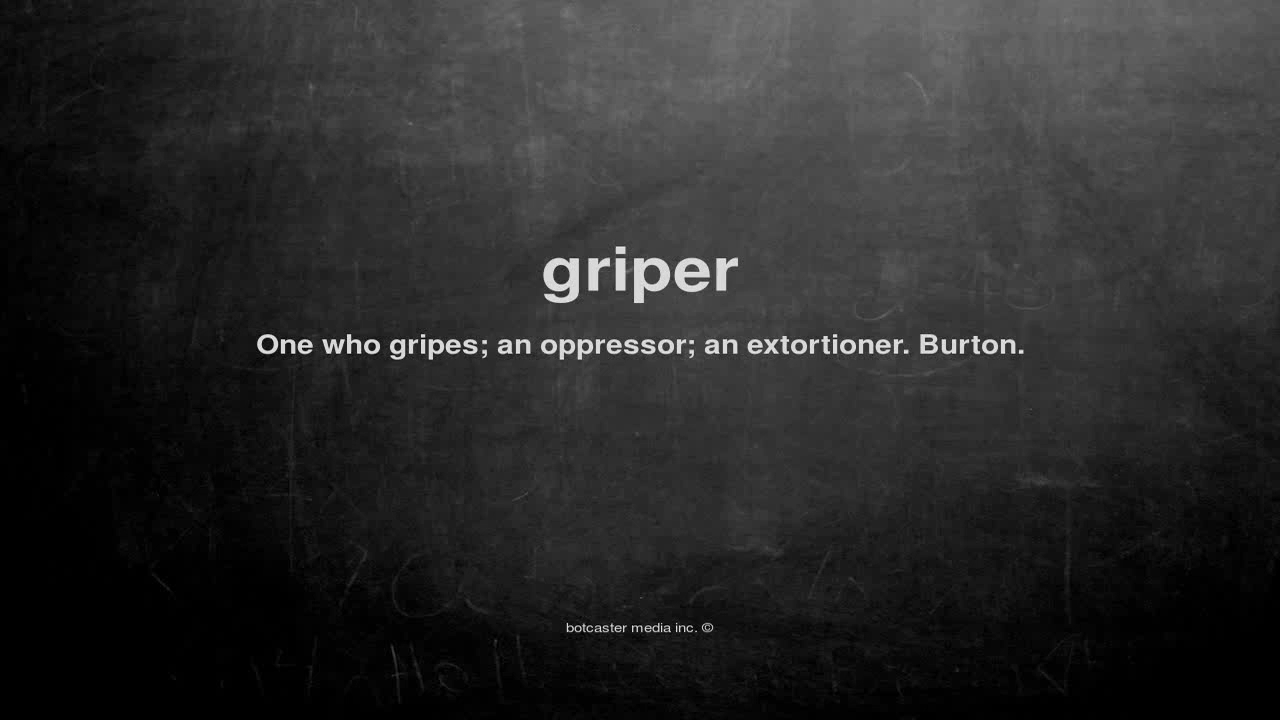 griper
One who gripes; an oppressor; an extortioner. Burton.
botcaster media inc. ©